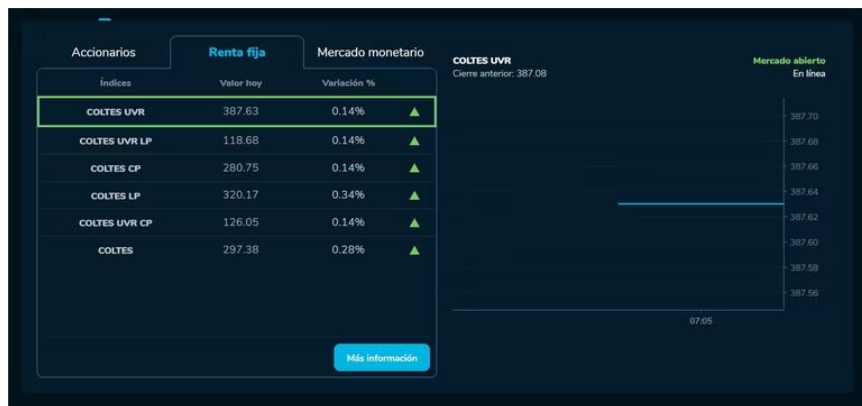 Accionarios Renta fija Mercado monetario
Índices Valor hoy Variación %
COLTES UVR 387.63 0.14%
COLTES UVR LP 118.68 0.14%
COLTES CP 280.75 0.14%
COLTES LP 320.17 0.34%
COLTES UVR CP 126.05 0.14%
COLTES 297.38 0.28%
Más información
COLTES UVR Mercado abierto
Cierre anterior: 387.08 En línea
387.70
387.68
387.66
387.64
387.62
387.60
387.58
387.56
07:05